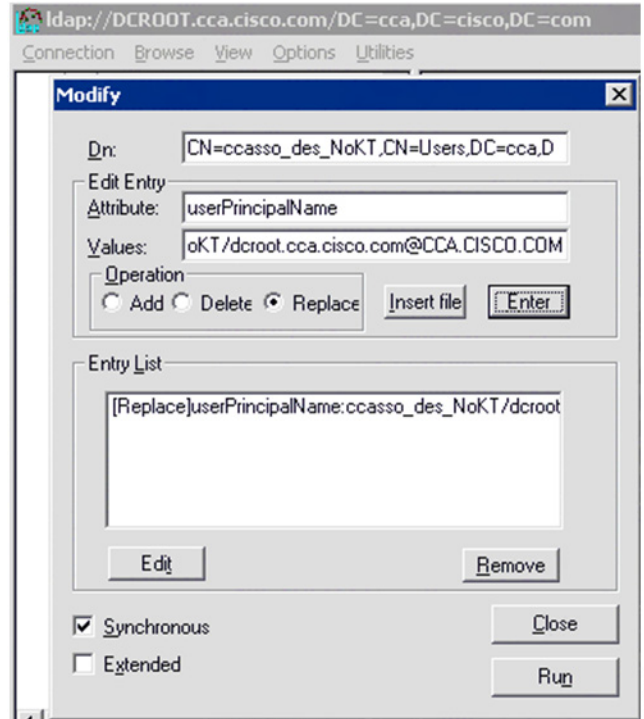 ldap://DCROOT.cca.cisco.com/DC=cca,DC=cisco,DC=com
Connection Browse View Options Utilities
Modify
Dn: CN=ccasso_des_NoKT,CN=Users,DC=cca,D
Edit Entry
Attribute: userPrincipalName
Values: oKT/dcroot.cca.cisco.com@CCA.CISCO.COM
Operation
Add Delete Replace Insert file Enter
Entry List
[Replace]userPrincipalName:ccasso_des_NoKT/dcroot
Edit Remove
Synchronous Close
Extended
Run